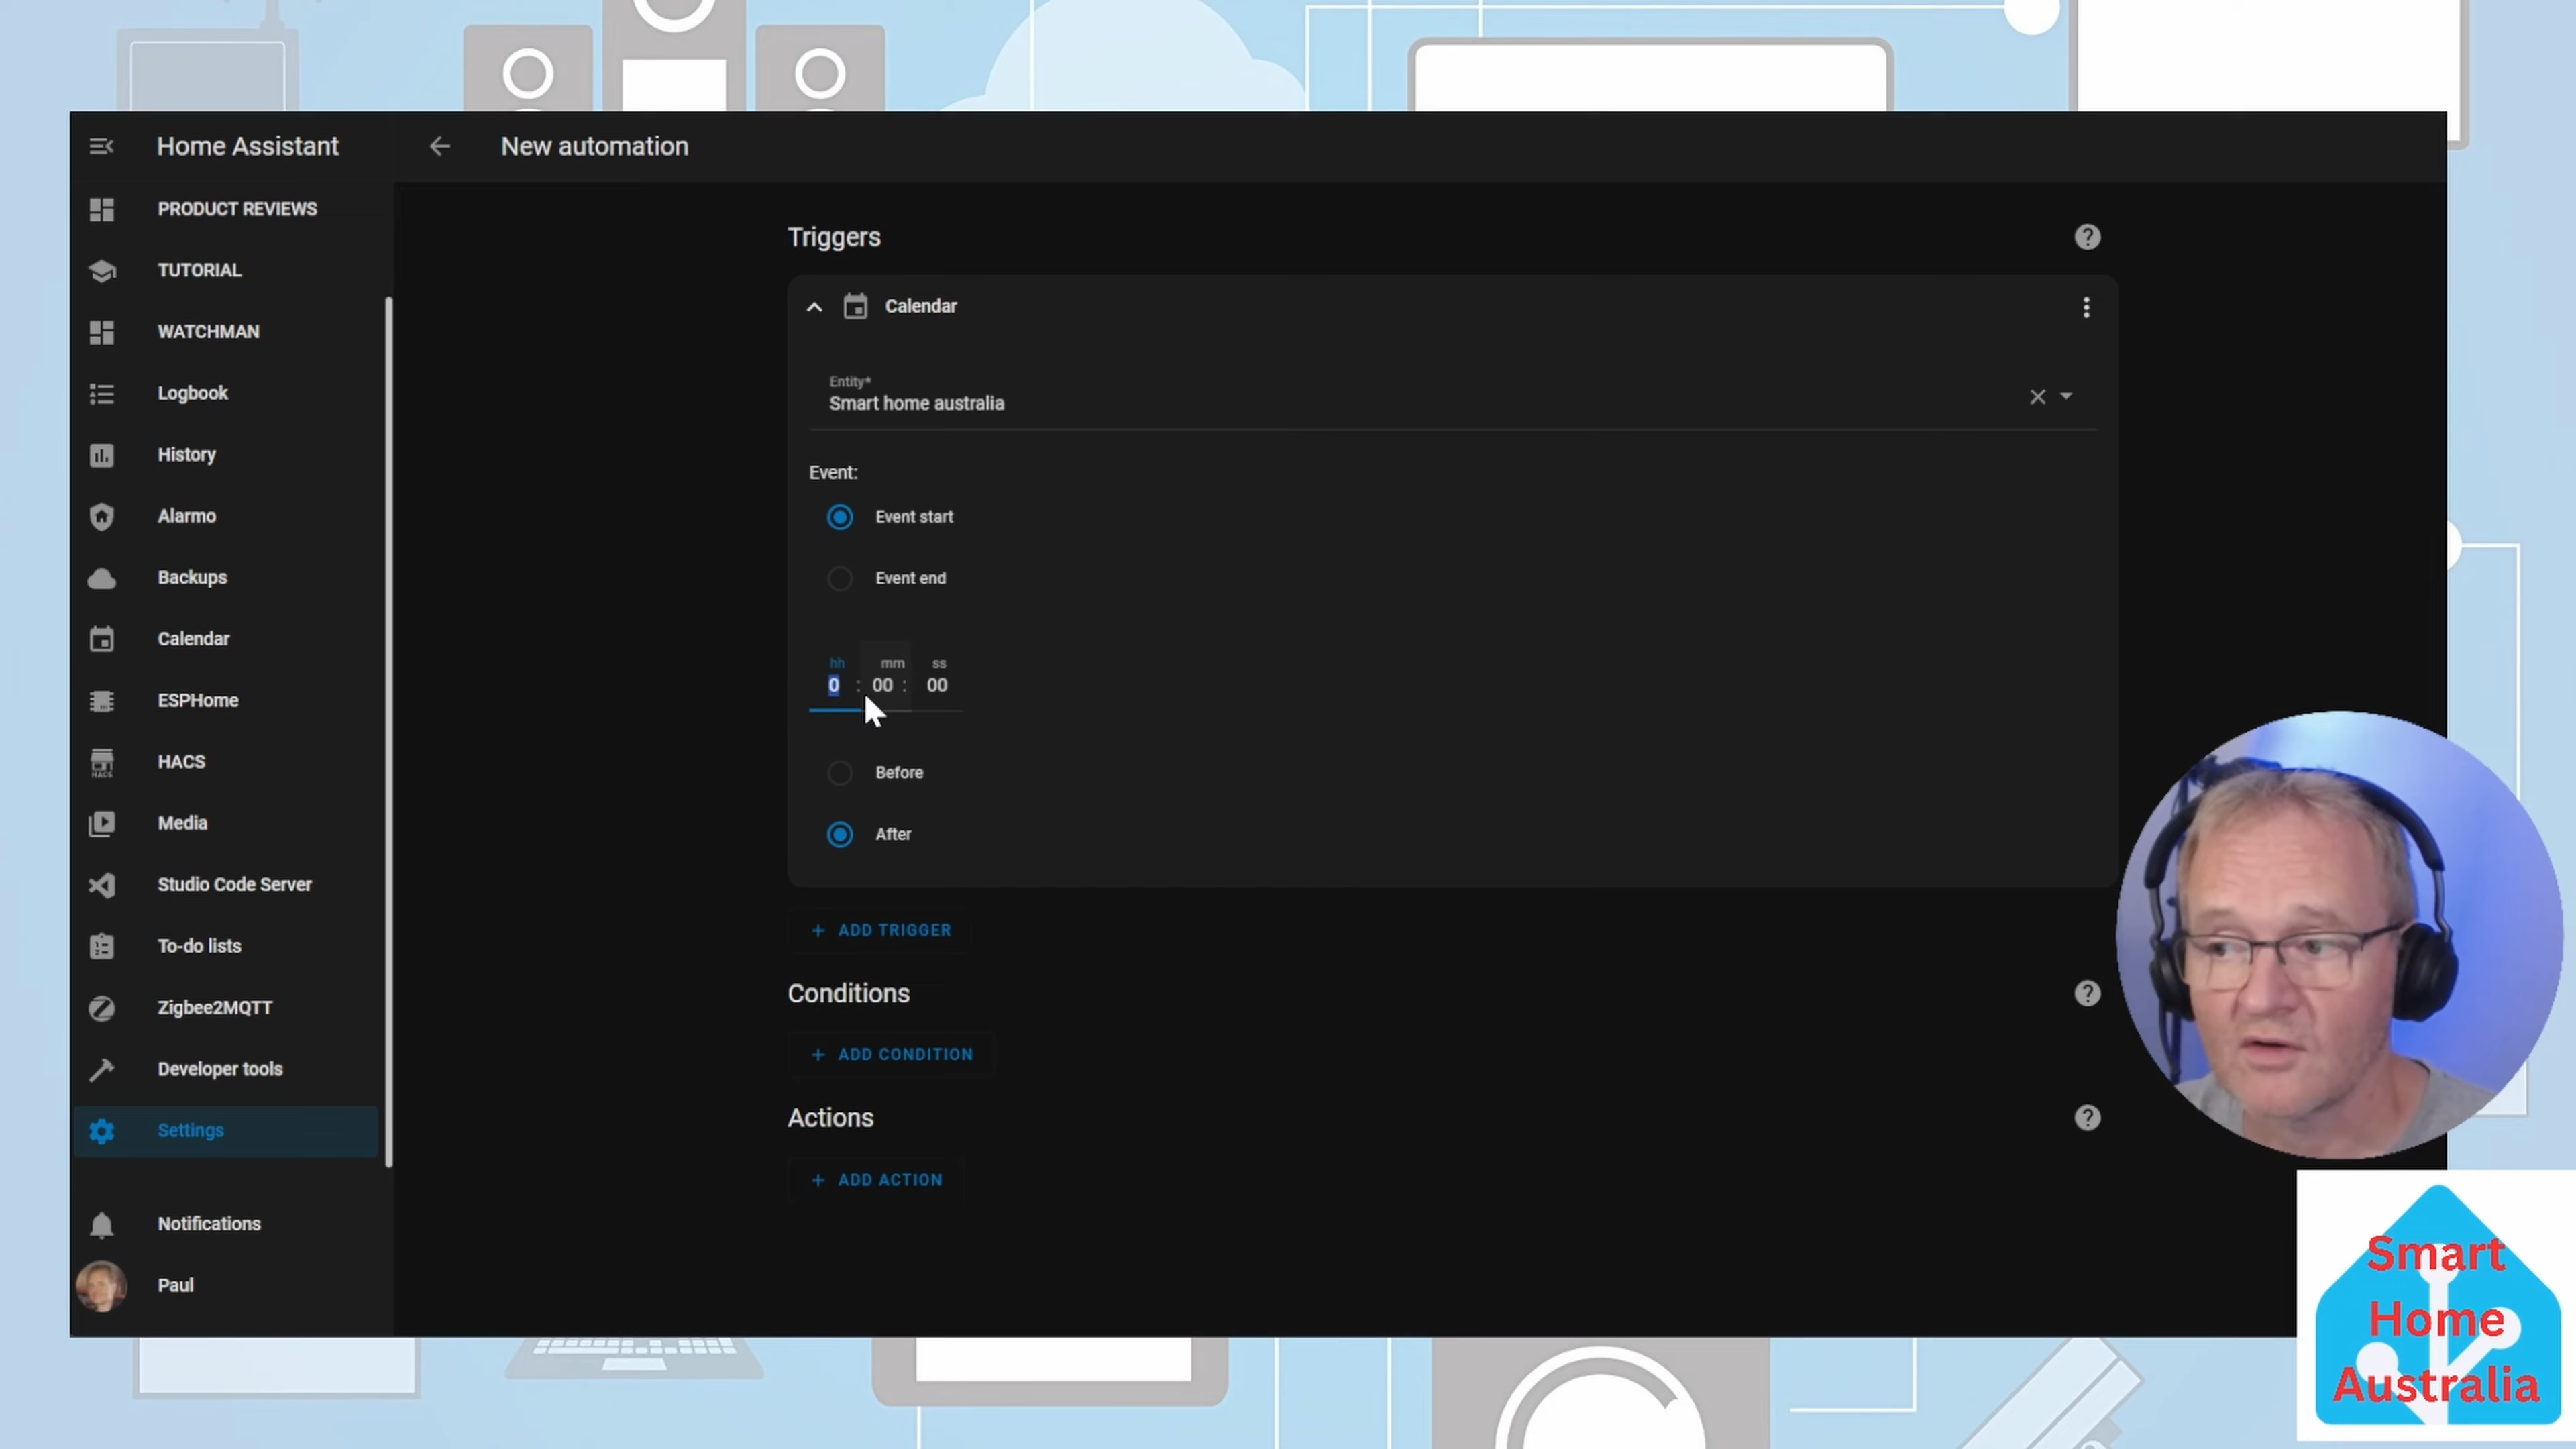 Home Assistant
New automation
PRODUCT REVIEWS
TUTORIAL
WATCHMAN
Logbook
History
Alarmo
Backups
Calendar
ESPHome
HACS
HACS
Media
Studio Code Server
To-do lists
Zigbee2MQTT
Developer tools
Settings
Notifications
Paul
Triggers
Calendar
Entity*
Smart home australia
Event:
Event start
Event end
hh mm ss
0 : 00 : 00
Before
After
+ ADD TRIGGER
Conditions
+ ADD CONDITION
Actions
+ ADD ACTION
Smart
Home
Australia